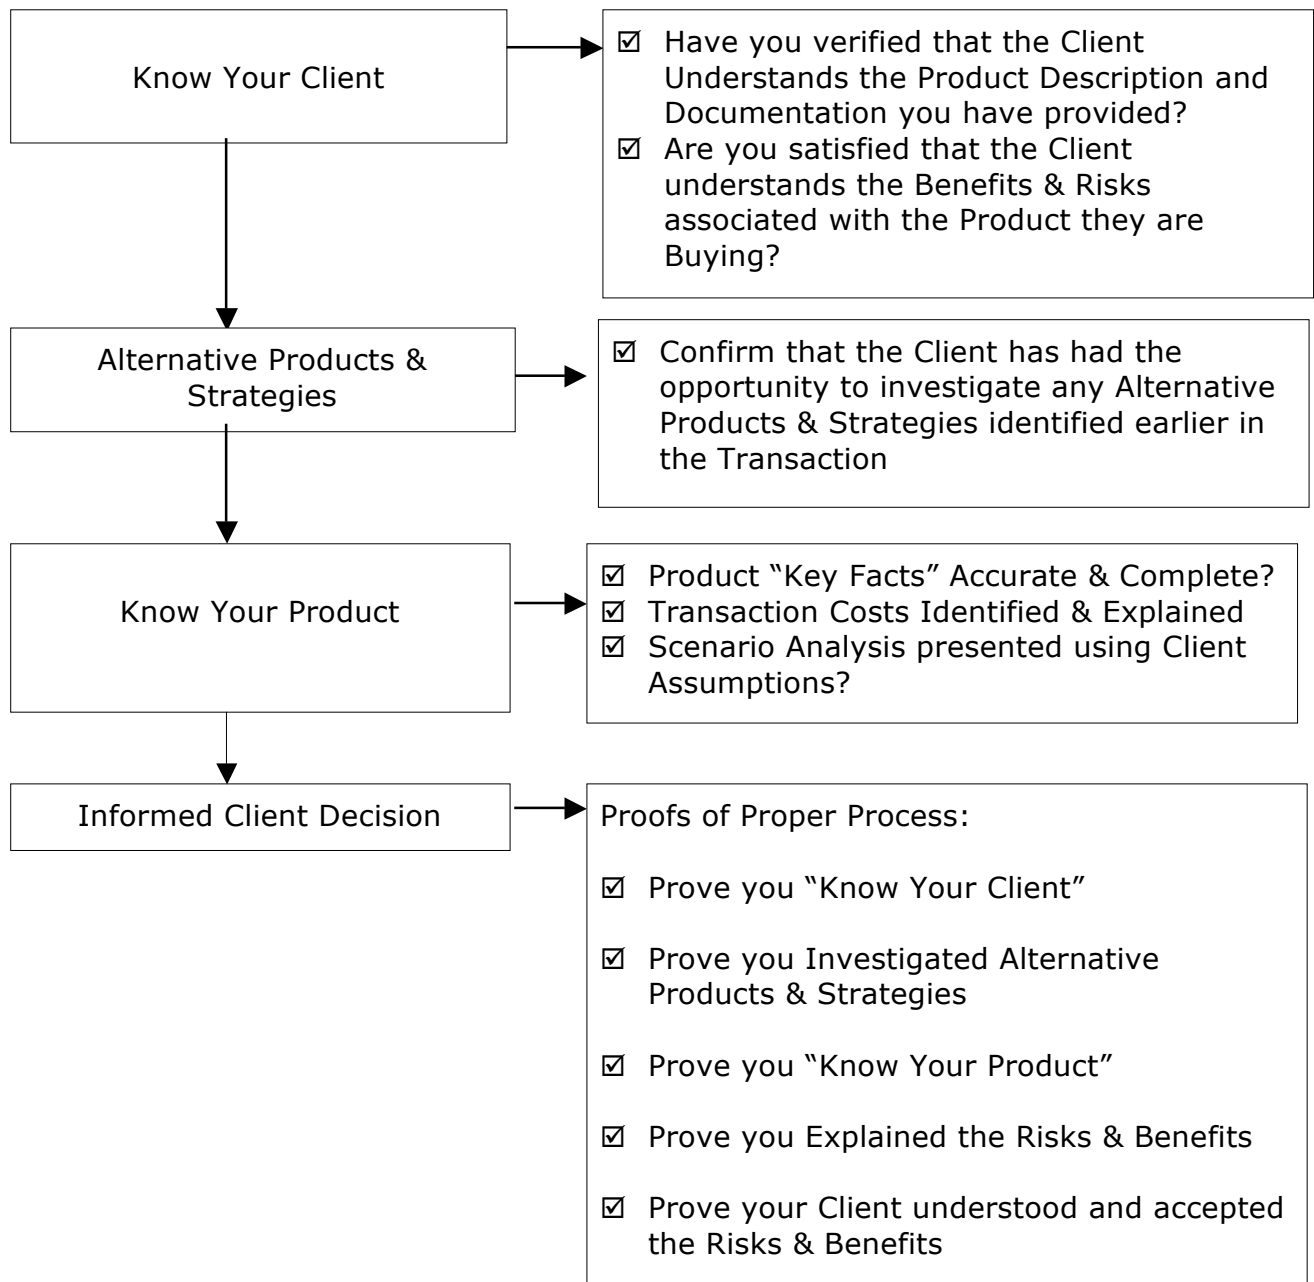 Know Your Client
☑ Have you verified that the Client
Understands the Product Description and
Documentation you have provided?
☑ Are you satisfied that the Client
understands the Benefits & Risks
associated with the Product they are
Buying?
Alternative Products &
Strategies
☑ Confirm that the Client has had the
opportunity to investigate any Alternative
Products & Strategies identified earlier in
the Transaction
Know Your Product
☑ Product “Key Facts” Accurate & Complete?
☑ Transaction Costs Identified & Explained
☑ Scenario Analysis presented using Client
Assumptions?
Informed Client Decision
Proofs of Proper Process:
☑ Prove you “Know Your Client”
☑ Prove you Investigated Alternative
Products & Strategies
☑ Prove you “Know Your Product”
☑ Prove you Explained the Risks & Benefits
☑ Prove your Client understood and accepted
the Risks & Benefits